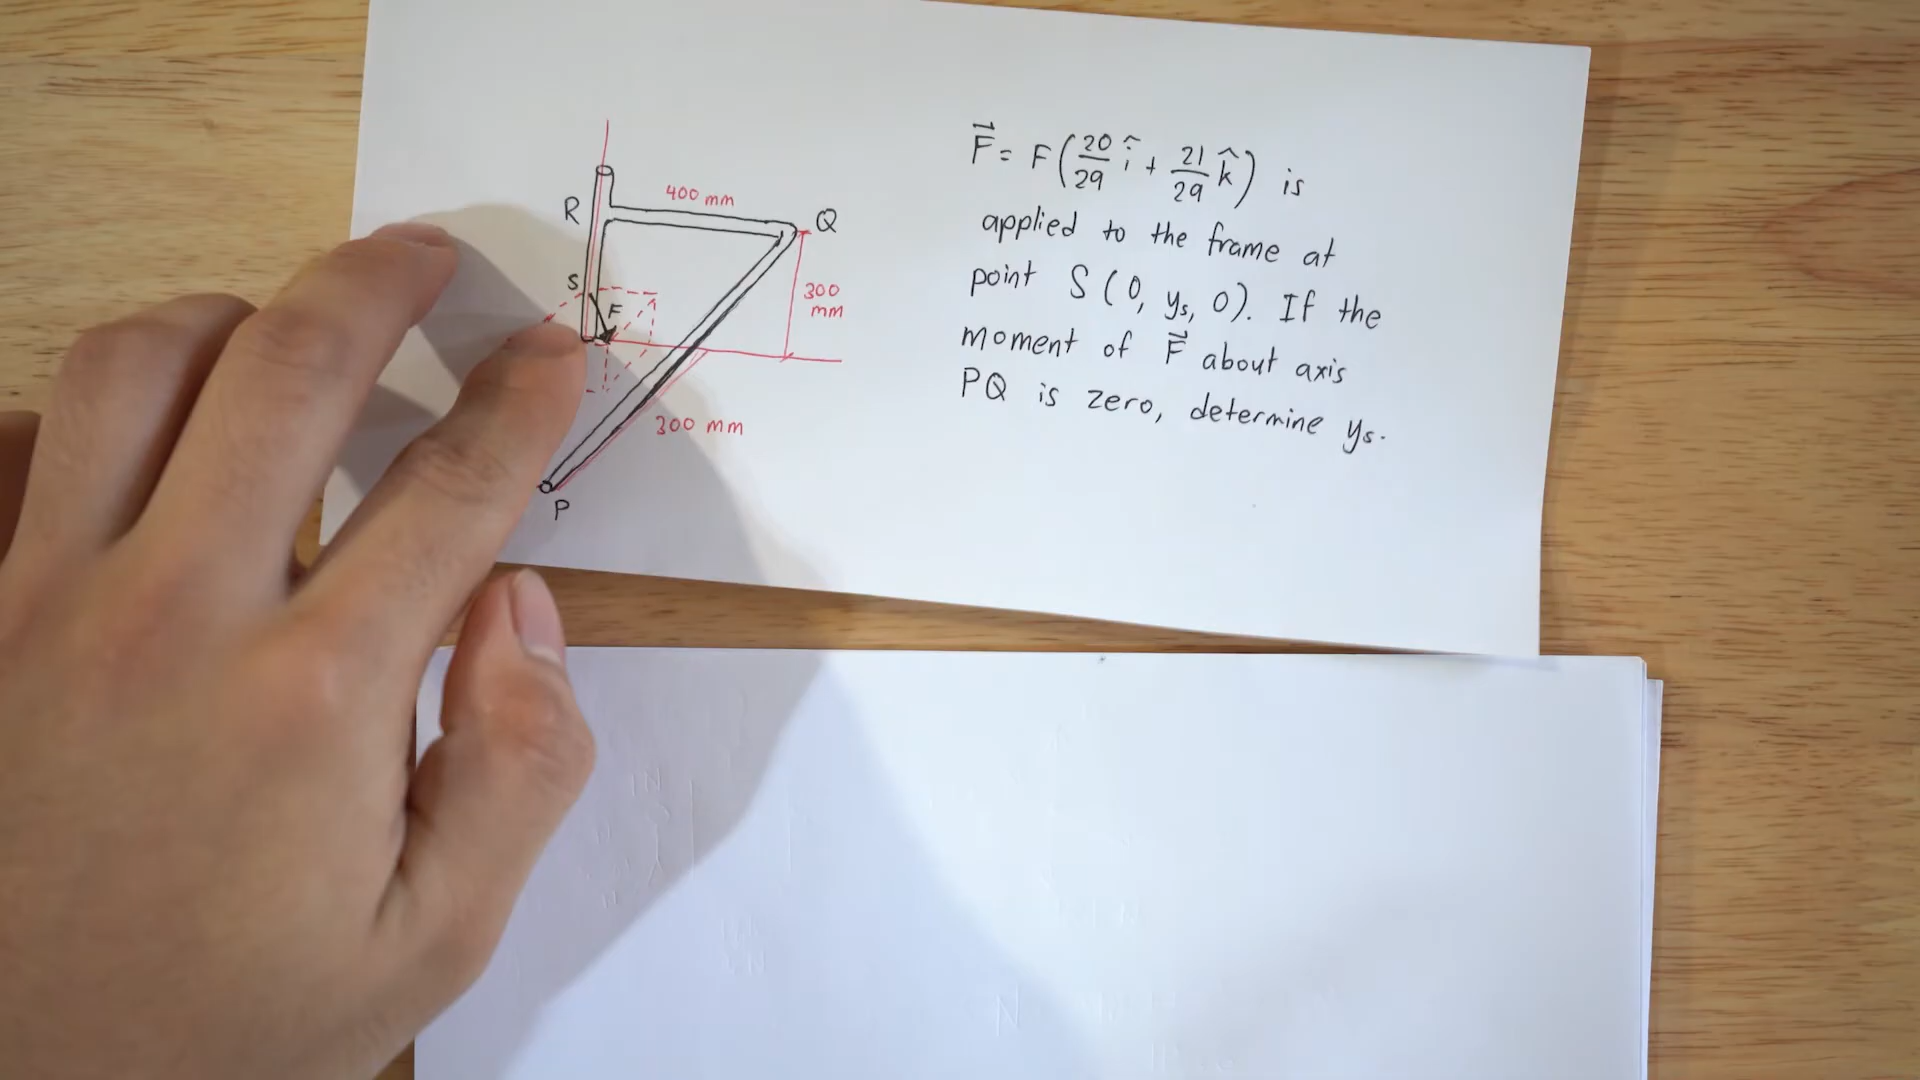 R
400 mm
Q
S
F
300
mm
300 mm
P
F⃗ = F(20/29 î + 21/29 k̂) is
applied to the frame at
point S(0, ys, 0). If the
moment of F⃗ about axis
PQ is zero, determine ys.